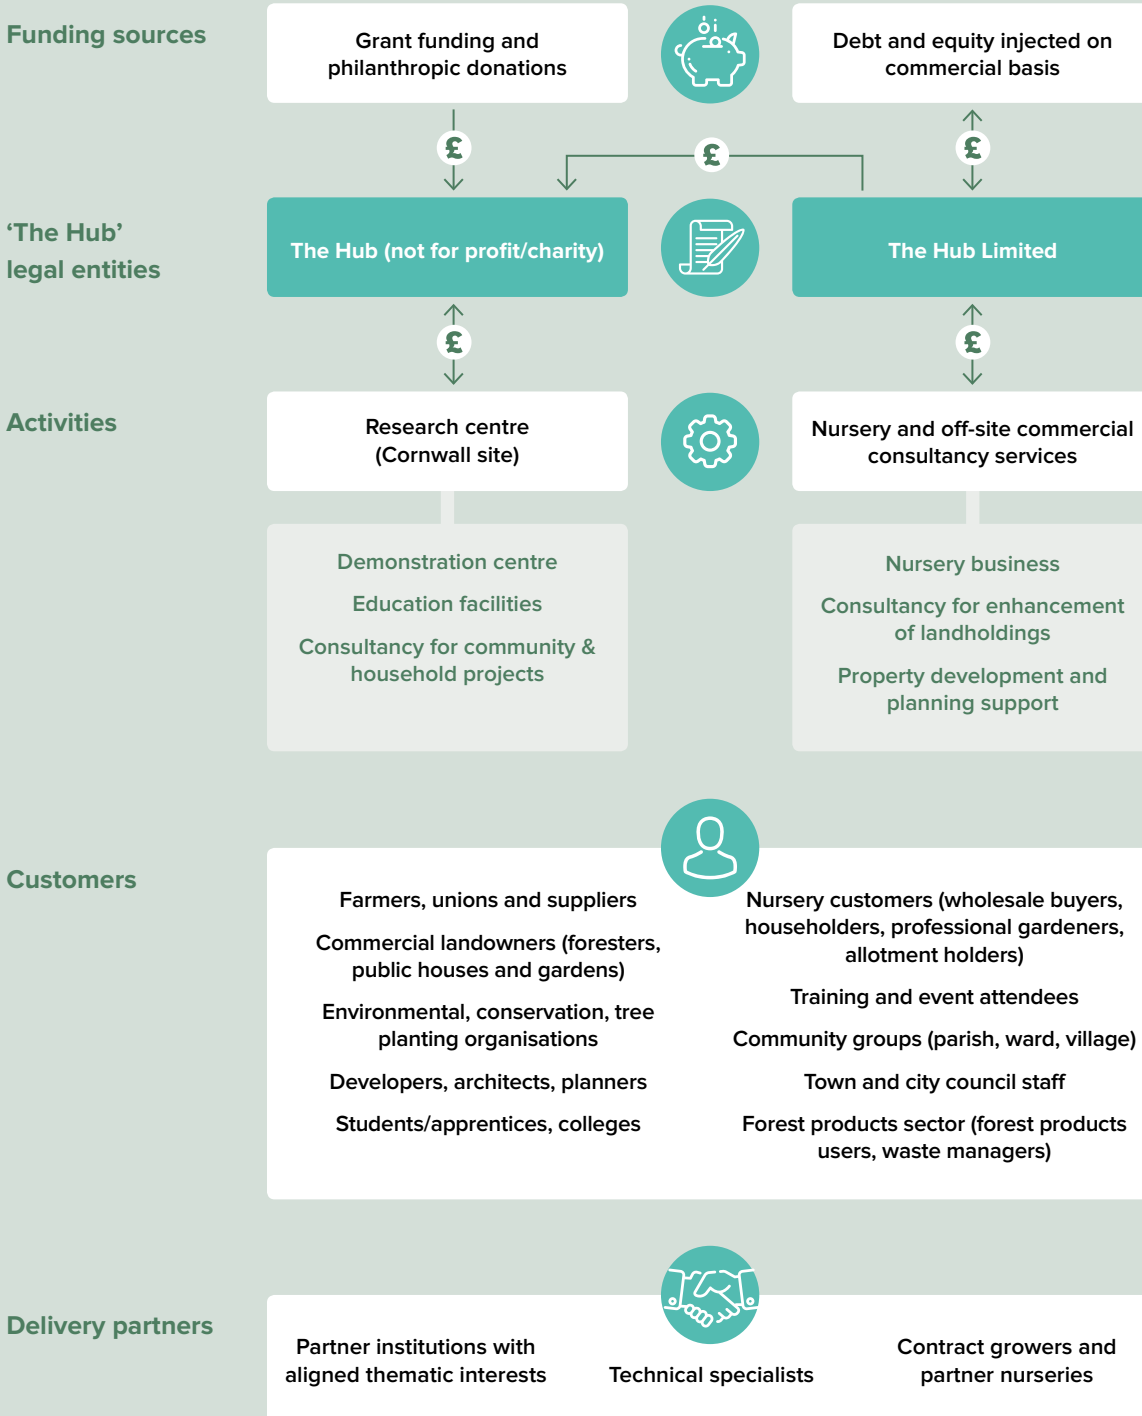 Funding sources
Grant funding and
philanthropic donations
Debt and equity injected on
commercial basis
£
£
£
‘The Hub’
legal entities
The Hub (not for profit/charity)
The Hub Limited
£
£
Activities
Research centre
(Cornwall site)
Nursery and off-site commercial
consultancy services
Demonstration centre
Education facilities
Consultancy for community &
household projects
Nursery business
Consultancy for enhancement
of landholdings
Property development and
planning support
Customers
Farmers, unions and suppliers
Commercial landowners (foresters,
public houses and gardens)
Environmental, conservation, tree
planting organisations
Developers, architects, planners
Students/apprentices, colleges
Nursery customers (wholesale buyers,
householders, professional gardeners,
allotment holders)
Training and event attendees
Community groups (parish, ward, village)
Town and city council staff
Forest products sector (forest products
users, waste managers)
Delivery partners
Partner institutions with
aligned thematic interests
Technical specialists
Contract growers and
partner nurseries